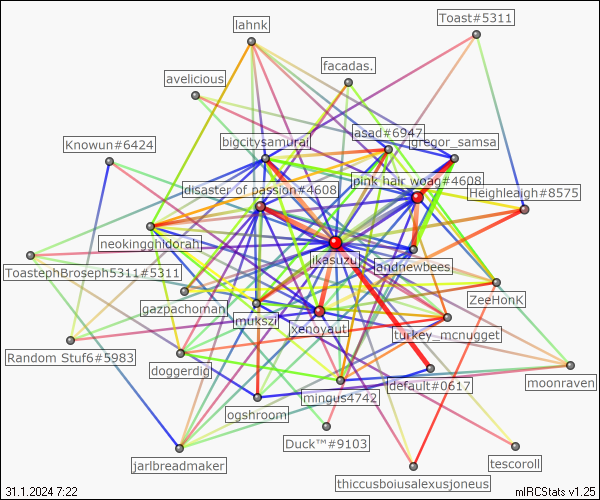 lahnk
Toast#5311
facadas.
avelicious
asad#6947
bigcitysamurai
gregor_samsa
Knowun#6424
pink hair woag#4608
disaster of passion#4608
Heighleaigh#8575
neokingghidorah
ikasuzu
andnewbees
ToastephBroseph5311#5311
ZeeHonK
gazpachoman
mukszi
xenoyaut
turkey_mcnugget
Random Stuf6#5983
doggerdig
default#0617
moonraven
mingus4742
ogshroom
Duck™#9103
jarlbreadmaker
tescoroll
thiccusboiusalexusjoneus
31.1.2024 7:22
mIRCStats v1.25